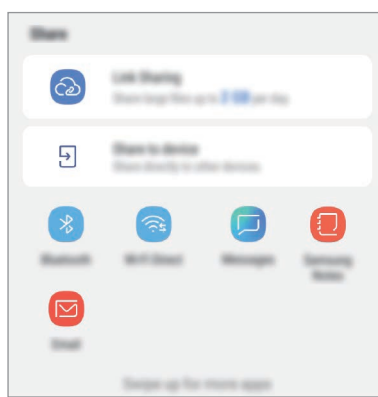 Share
Link Sharing
Share large files up to 2 GB per day.
Share to device
Share directly to other devices.
Bluetooth
Wi-Fi Direct
Messages
Samsung
Notes
Email
Swipe up for more apps